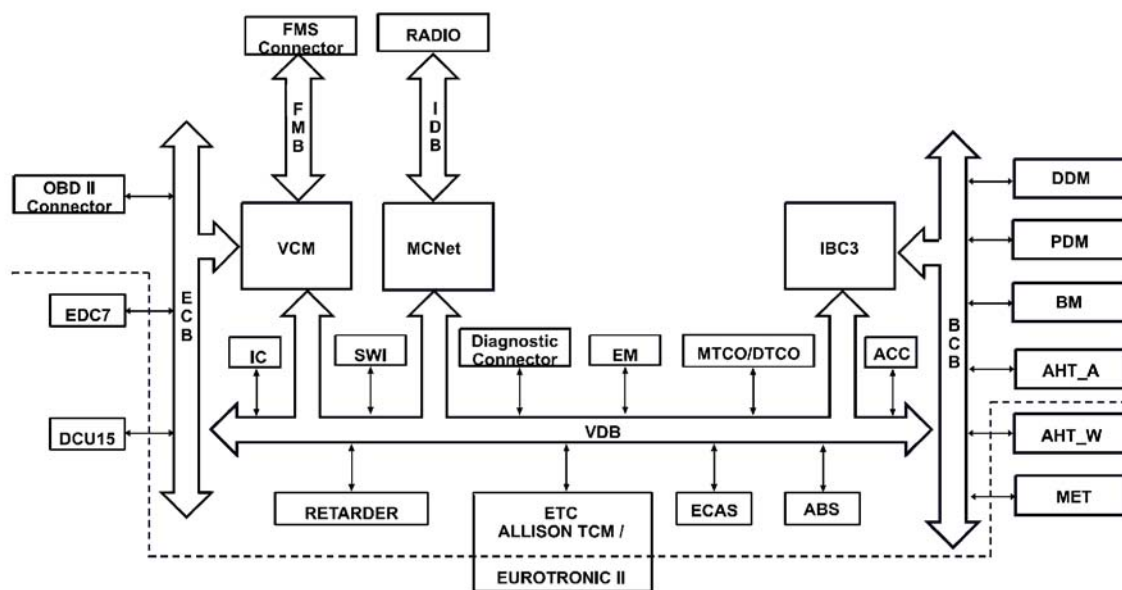 FMS
Connector
RADIO
F
M
B
I
D
B
OBD II
Connector
VCM
MCNet
IBC3
DDM
PDM
BM
AHT_A
AHT_W
MET
EDC7
DCU15
E
C
B
B
C
B
IC
SWI
Diagnostic
Connector
EM
MTCO/DTCO
ACC
VDB
RETARDER
ETC
ALLISON TCM /
EUROTRONIC II
ECAS
ABS